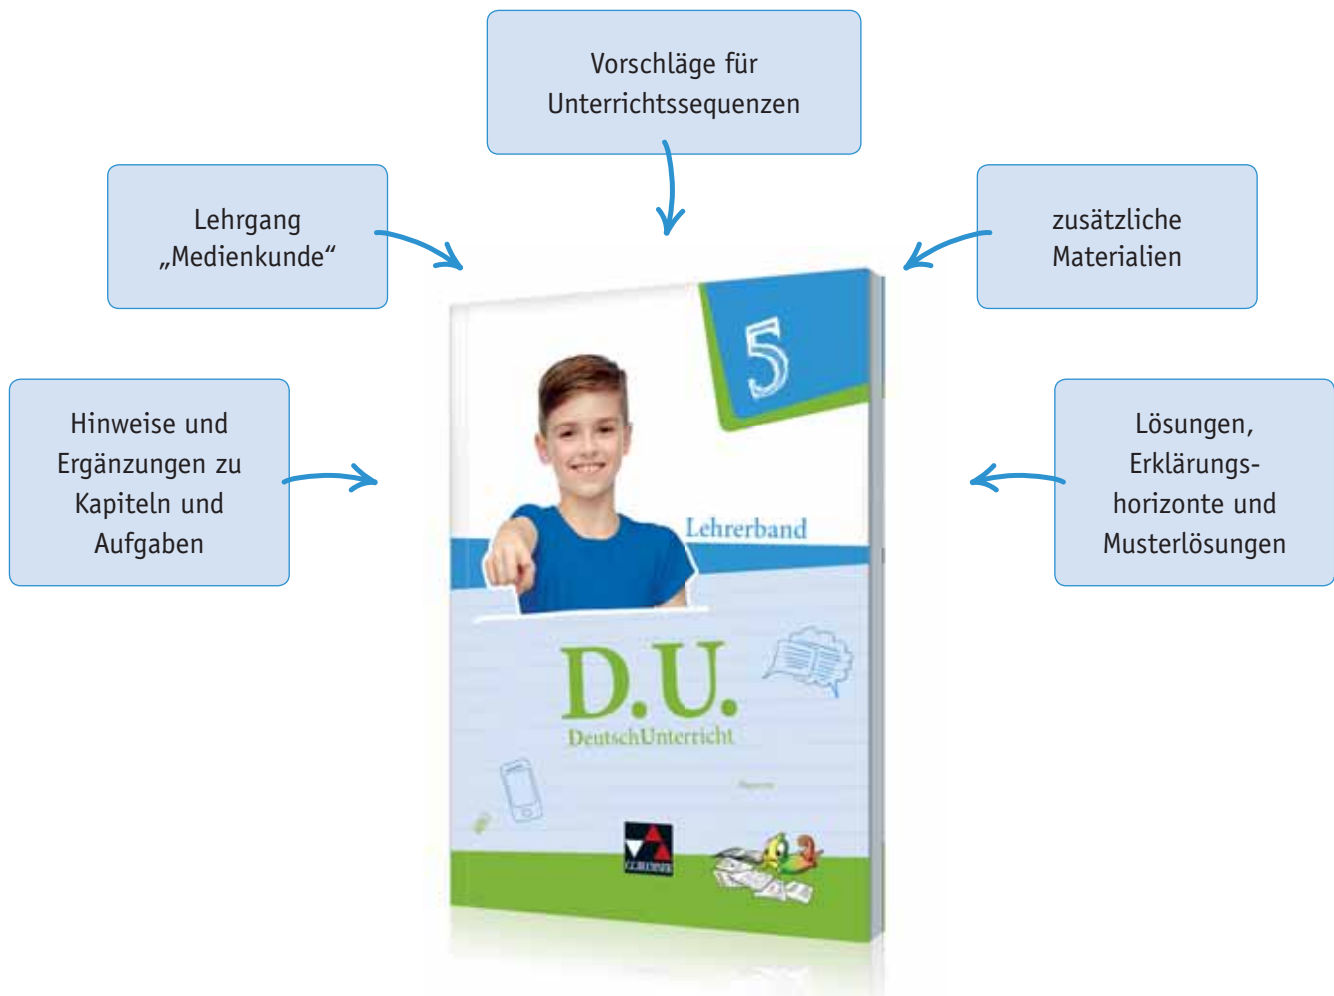 Vorschläge für
Unterrichtssequenzen
Lehrgang
„Medienkunde“
zusätzliche
Materialien
Hinweise und
Ergänzungen zu
Kapiteln und
Aufgaben
Lösungen,
Erklärungs-
horizonte und
Musterlösungen
5
Lehrerband
D.U.
DeutschUnterricht
C.C.BUCHNER